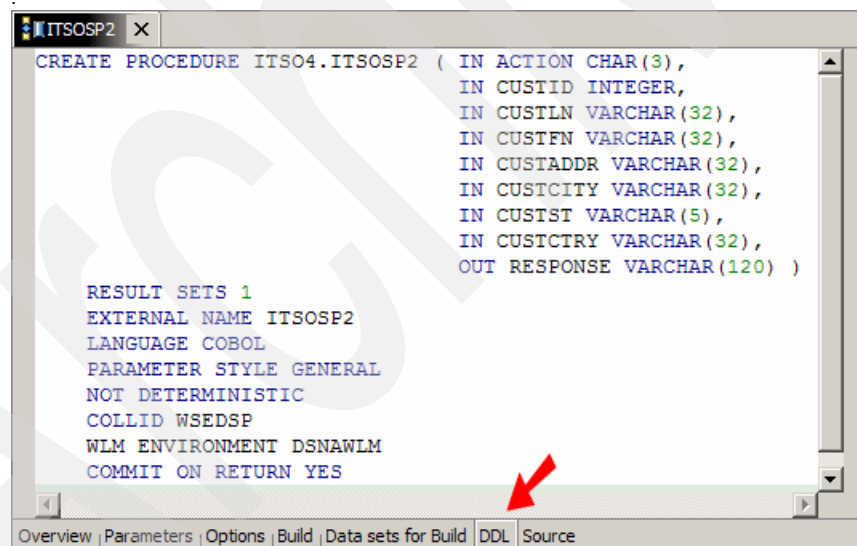 ITSOSP2 X
CREATE PROCEDURE ITSO4.ITSOSP2 ( IN ACTION CHAR(3),
IN CUSTID INTEGER,
IN CUSTLN VARCHAR(32),
IN CUSTFN VARCHAR(32),
IN CUSTADDR VARCHAR(32),
IN CUSTCITY VARCHAR(32),
IN CUSTST VARCHAR(5),
IN CUSTCTRY VARCHAR(32),
OUT RESPONSE VARCHAR(120) )
RESULT SETS 1
EXTERNAL NAME ITSOSP2
LANGUAGE COBOL
PARAMETER STYLE GENERAL
NOT DETERMINISTIC
COLLID WSEDSP
WLM ENVIRONMENT DSNAWLM
COMMIT ON RETURN YES
Overview Parameters Options Build Data sets for Build DDL Source